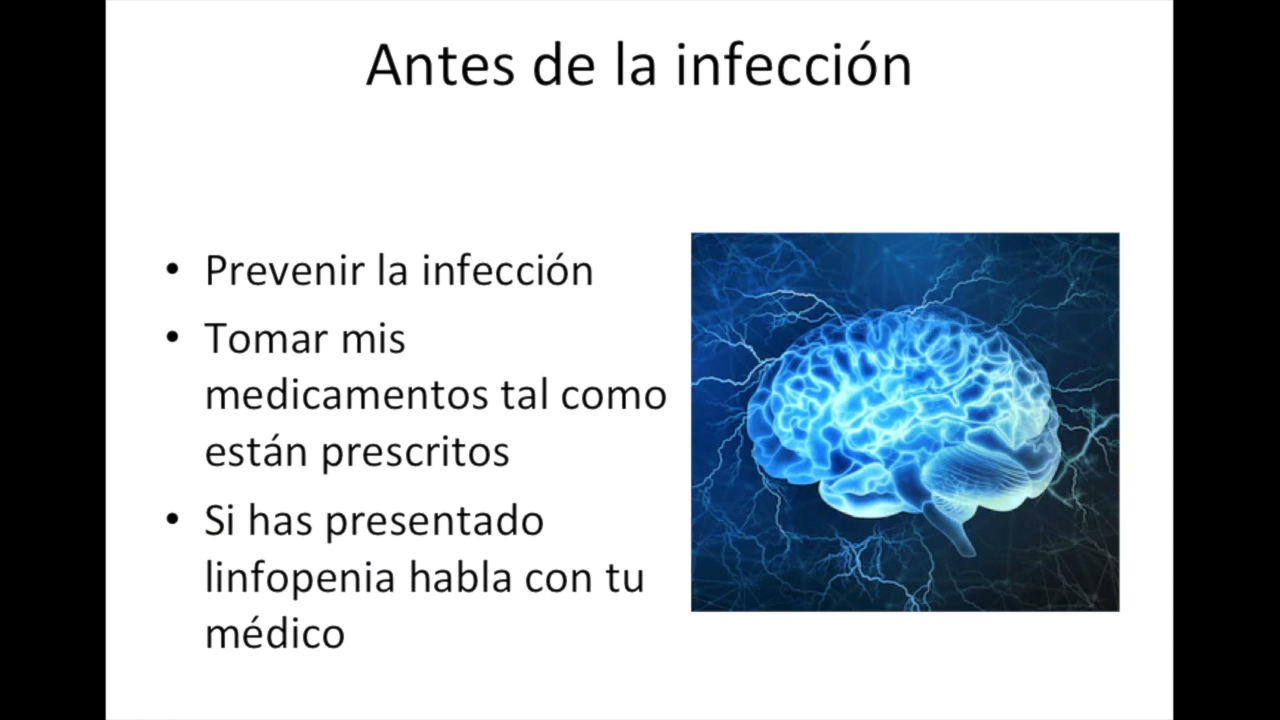 Antes de la infección
• Prevenir la infección
• Tomar mis
medicamentos tal como
están prescritos
• Si has presentado
linfopenia habla con tu
médico